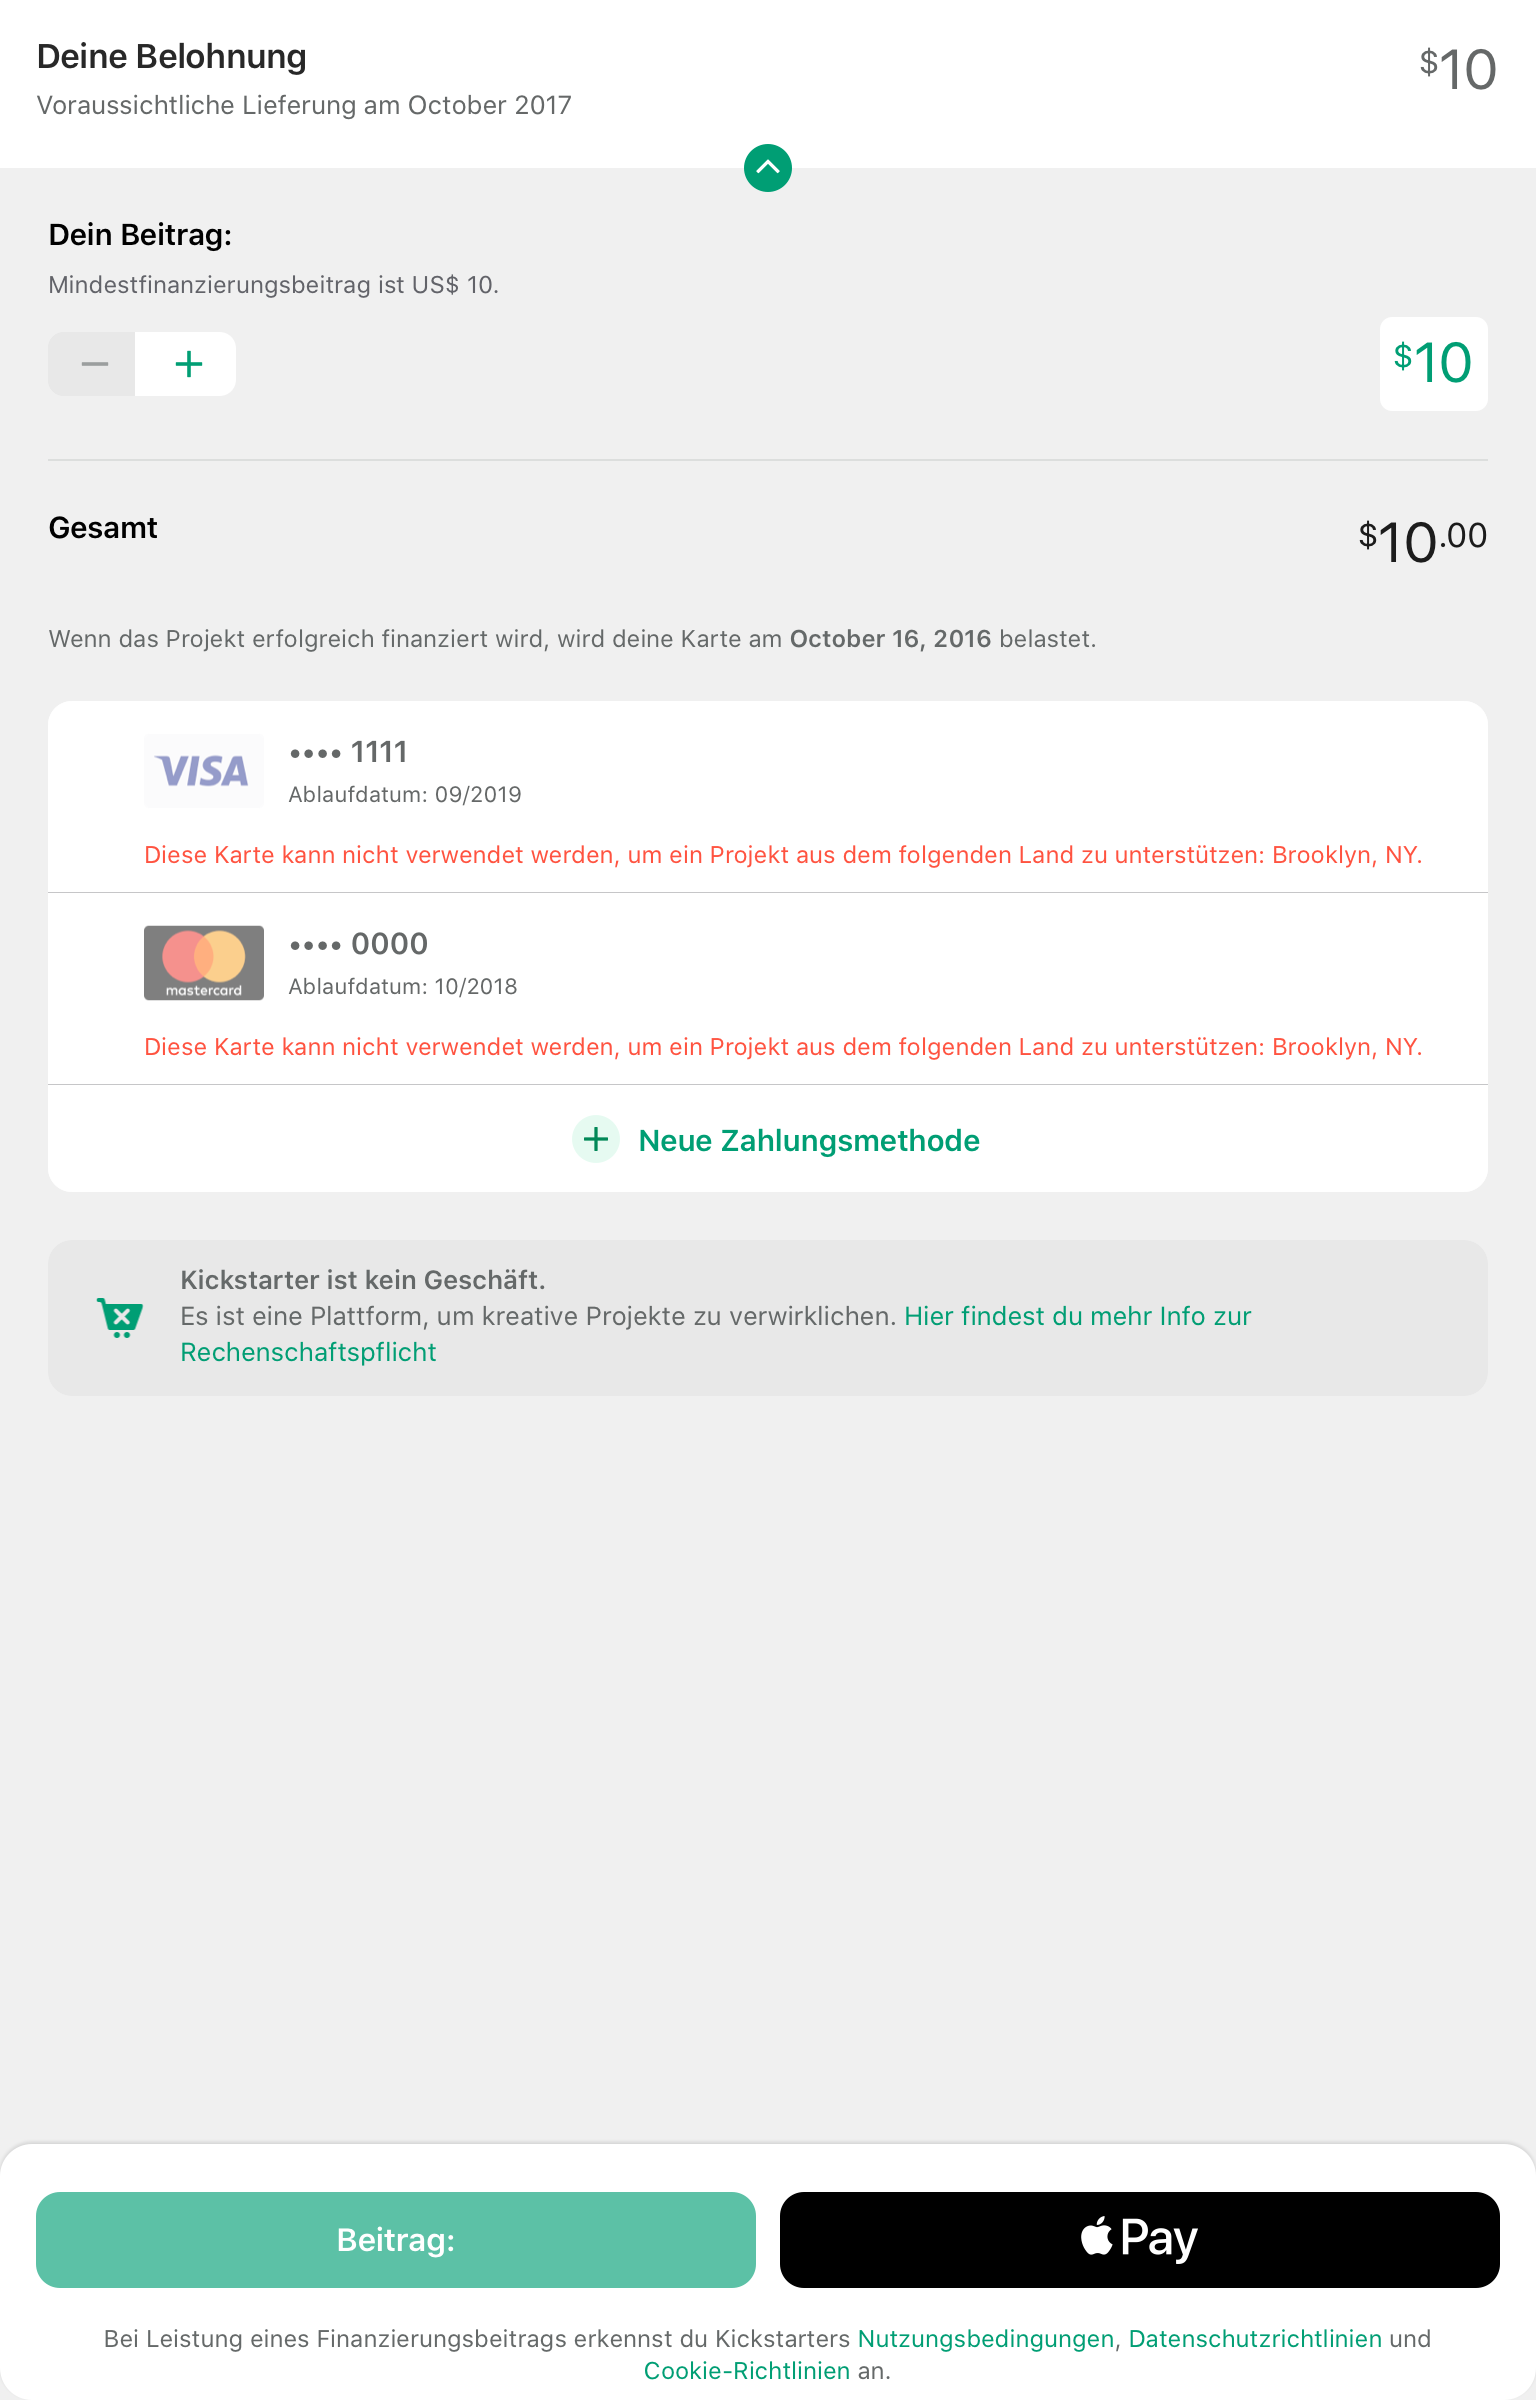 Deine Belohnung
$10
Voraussichtliche Lieferung am October 2017
Dein Beitrag:
Mindestfinanzierungsbeitrag ist US$ 10.
$10
Gesamt
$10.00
Wenn das Projekt erfolgreich finanziert wird, wird deine Karte am October 16, 2016 belastet.
VISA
•••• 1111
Ablaufdatum: 09/2019
Diese Karte kann nicht verwendet werden, um ein Projekt aus dem folgenden Land zu unterstützen: Brooklyn, NY.
mastercard
•••• 0000
Ablaufdatum: 10/2018
Diese Karte kann nicht verwendet werden, um ein Projekt aus dem folgenden Land zu unterstützen: Brooklyn, NY.
Neue Zahlungsmethode
Kickstarter ist kein Geschäft.
Es ist eine Plattform, um kreative Projekte zu verwirklichen. Hier findest du mehr Info zur
Rechenschaftspflicht
Beitrag:
Pay
Bei Leistung eines Finanzierungsbeitrags erkennst du Kickstarters Nutzungsbedingungen, Datenschutzrichtlinien und
Cookie-Richtlinien an.